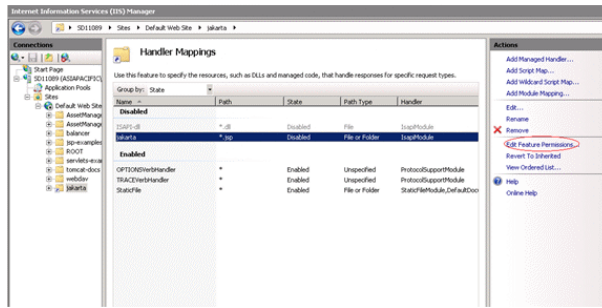 Internet Information Services (IIS) Manager
SD11089 Sites Default Web Site jakarta
Connections
Start Page
SD11089 (ASIAPACIFIC\
Application Pools
Sites
Default Web Site
AssetManag
AssetManag
balancer
jsp-examples
ROOT
servlets-exa
tomcat-docs
webdav
jakarta
Handler Mappings
Use this feature to specify the resources, such as DLLs and managed code, that handle responses for specific request types.
Group by: State
Name Path State Path Type Handler
Disabled
ISAPI-dll *.dll Disabled File IsapiModule
jakarta *.jsp Disabled File or Folder IsapiModule
Enabled
OPTIONSVerbHandler * Enabled Unspecified ProtocolSupportModule
TRACEVerbHandler * Enabled Unspecified ProtocolSupportModule
StaticFile * Enabled File or Folder StaticFileModule,DefaultDoc
Actions
Add Managed Handler...
Add Script Map...
Add Wildcard Script Map...
Add Module Mapping...
Edit...
Rename
Remove
Edit Feature Permissions...
Revert To Inherited
View Ordered List...
Help
Online Help